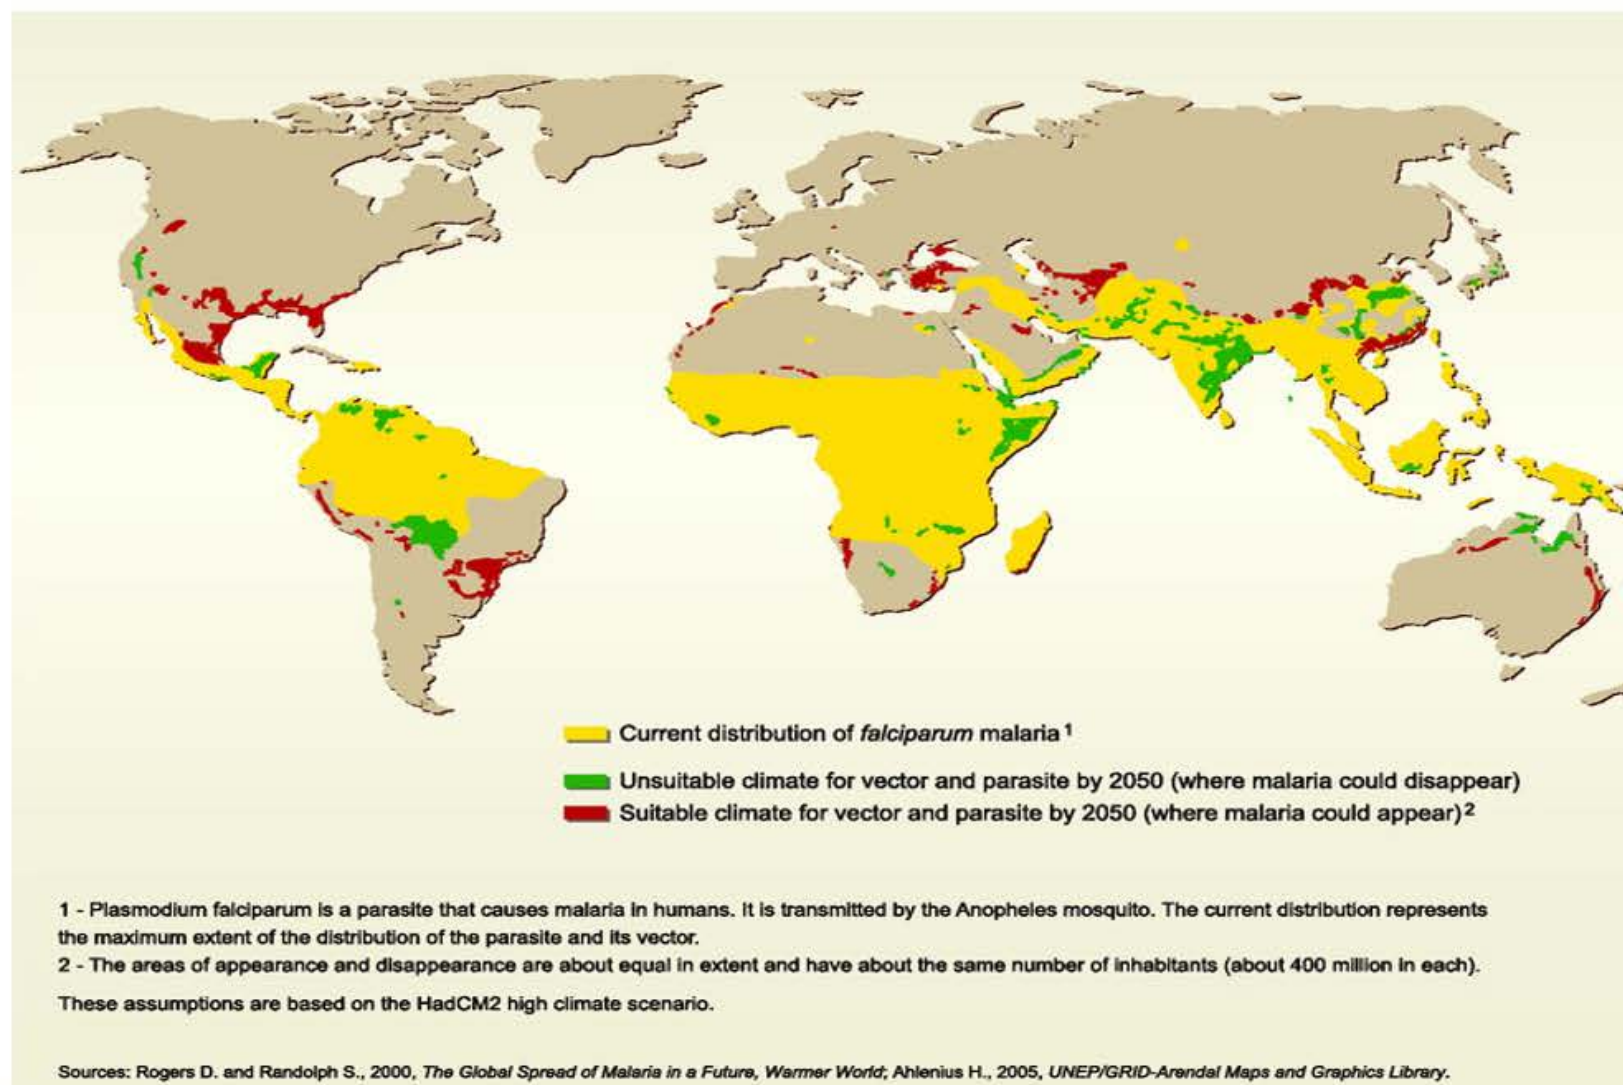 Current distribution of falciparum malaria 1
Unsuitable climate for vector and parasite by 2050 (where malaria could disappear)
Suitable climate for vector and parasite by 2050 (where malaria could appear) 2
1 - Plasmodium falciparum is a parasite that causes malaria in humans. It is transmitted by the Anopheles mosquito. The current distribution represents
the maximum extent of the distribution of the parasite and its vector.
2 - The areas of appearance and disappearance are about equal in extent and have about the same number of inhabitants (about 400 million in each).
These assumptions are based on the HadCM2 high climate scenario.
Sources: Rogers D. and Randolph S., 2000, The Global Spread of Malaria in a Future, Warmer World; Ahlenius H., 2005, UNEP/GRID-Arendal Maps and Graphics Library.